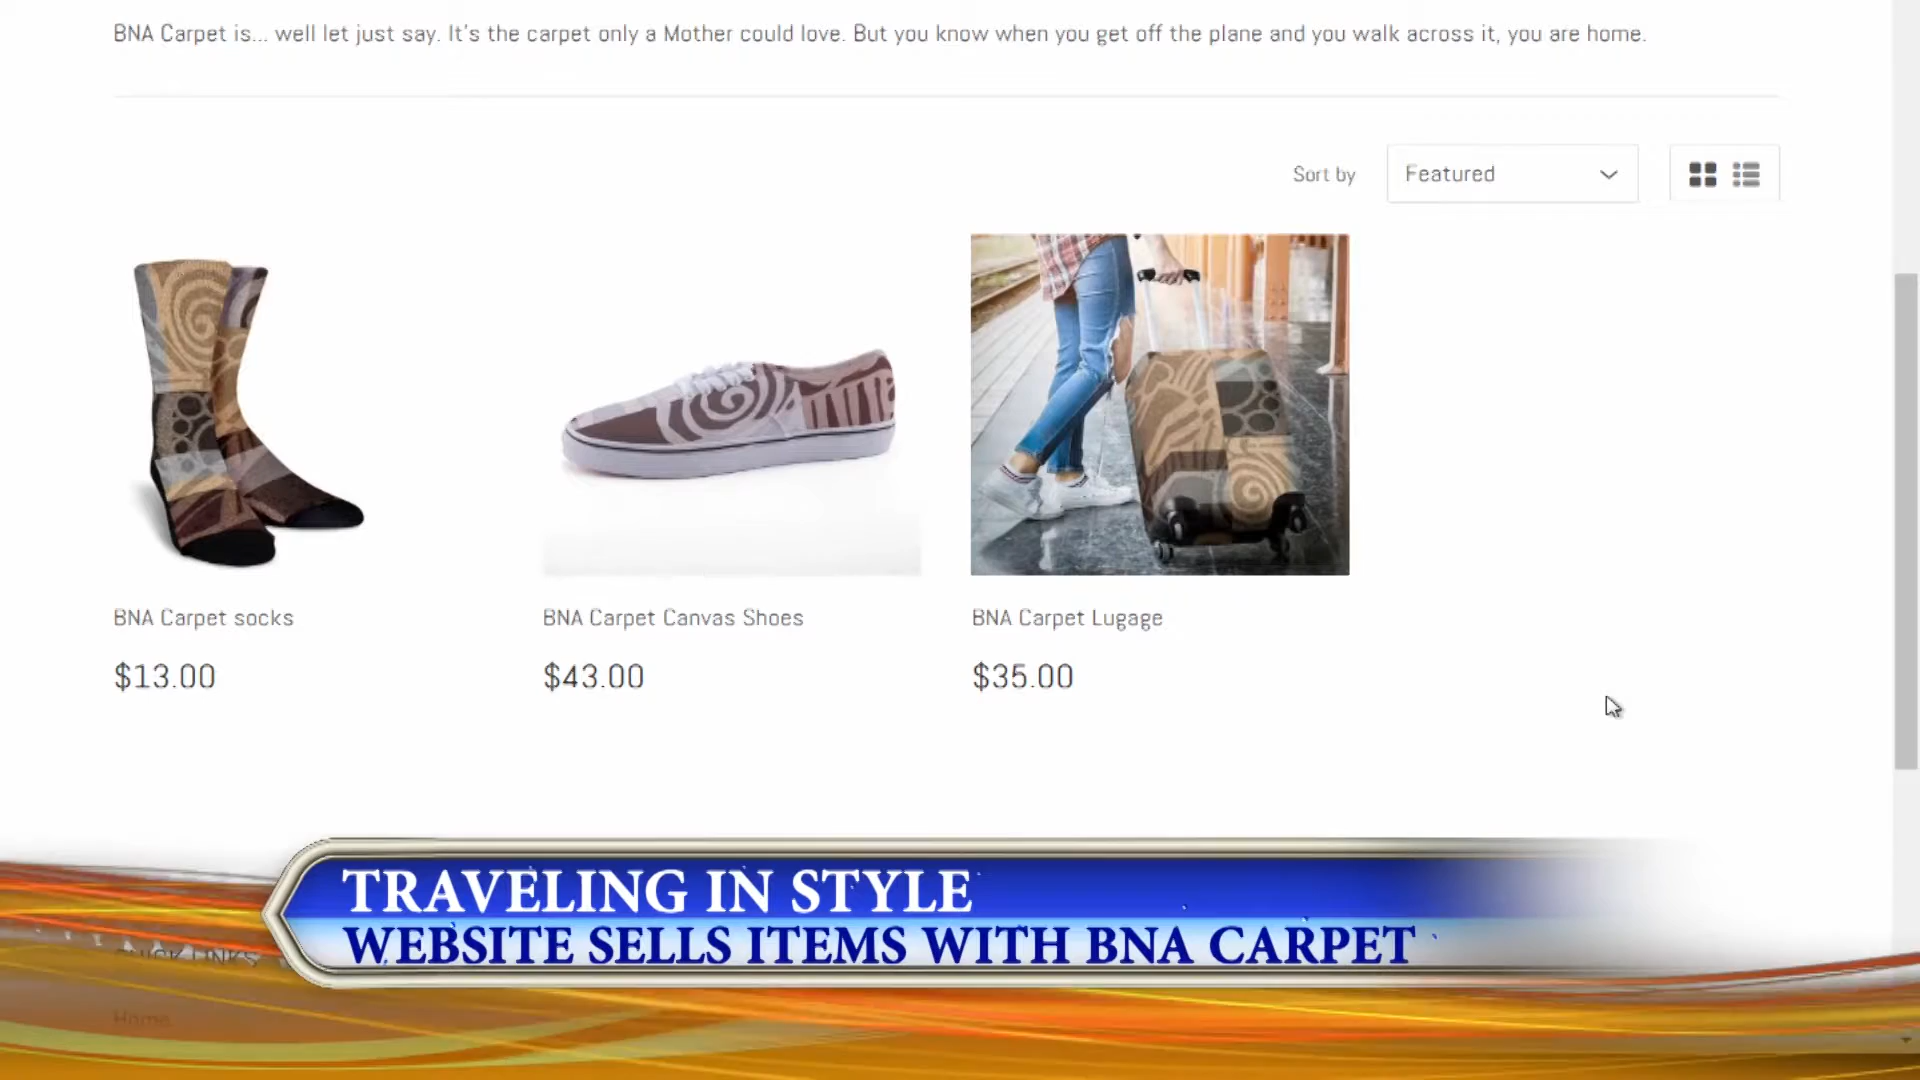 BNA Carpet is... well let just say. It's the carpet only a Mother could love. But you know when you get off the plane and you walk across it, you are home.
Sort by
Featured
BNA Carpet socks
BNA Carpet Canvas Shoes
BNA Carpet Lugage
$13.00
$43.00
$35.00
TRAVELING IN STYLE
WEBSITE SELLS ITEMS WITH BNA CARPET
QUICK LINKS
Home